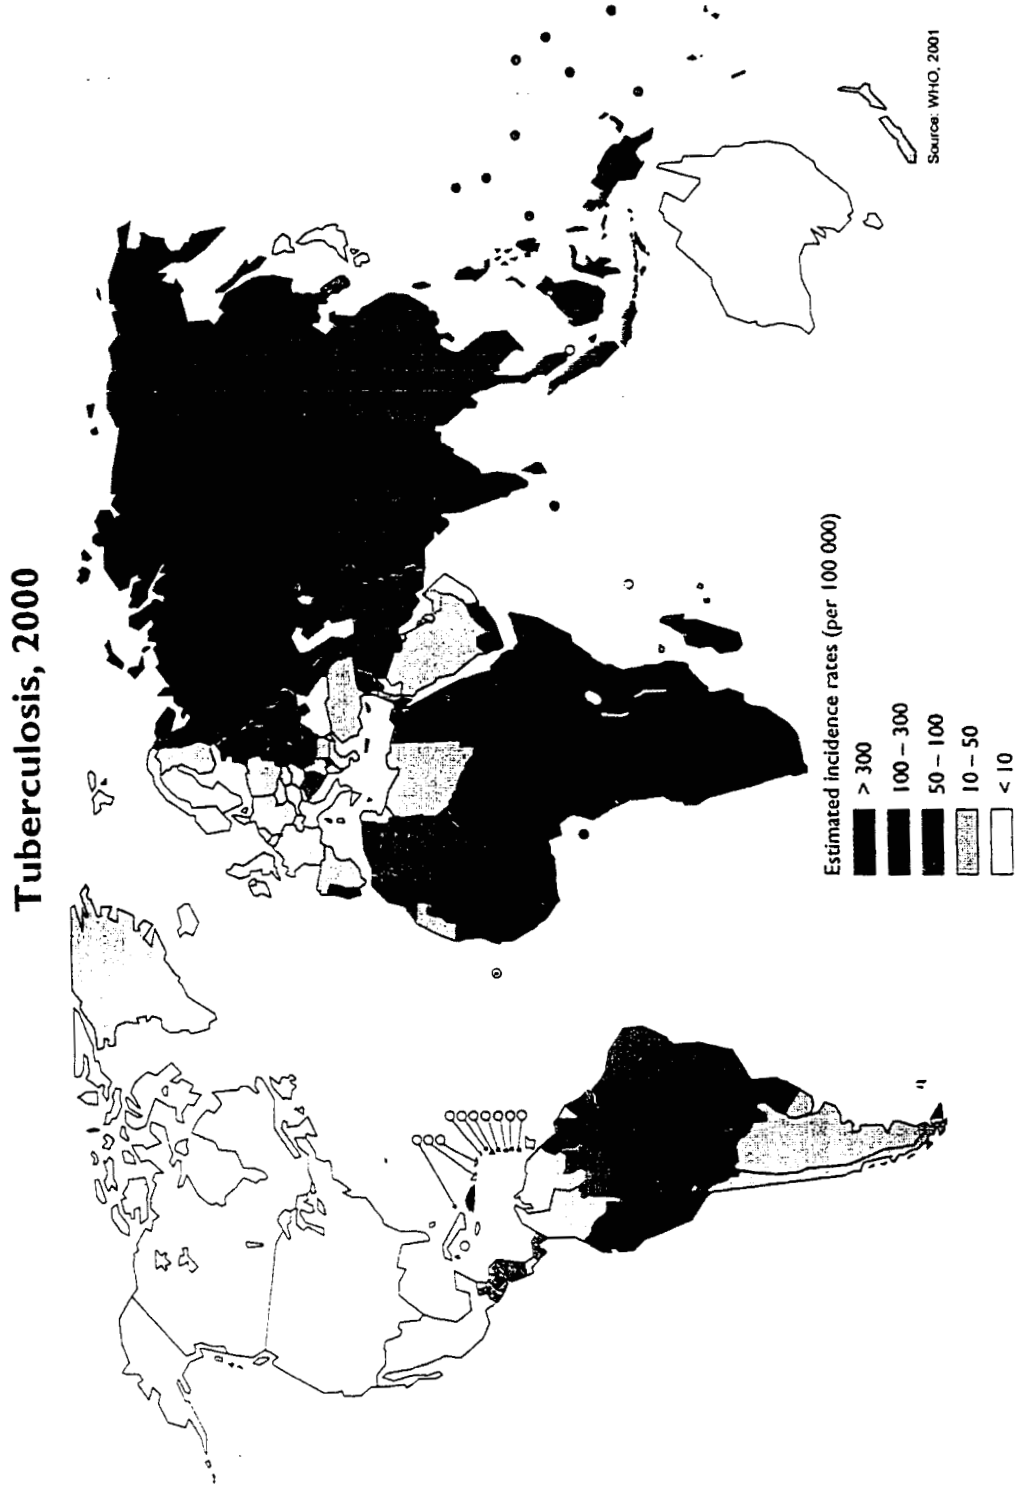 Tuberculosis, 2000
Estimated incidence rates (per 100 000)
> 300
100 – 300
50 – 100
10 – 50
< 10
Source: WHO, 2001